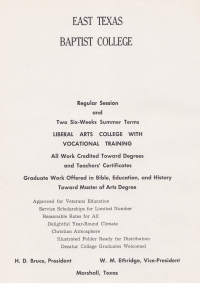 EAST TEXAS
BAPTIST COLLEGE
Regular Session
and
Two Six-Weeks Summer Terms
LIBERAL ARTS COLLEGE WITH
VOCATIONAL TRAINING
All Work Credited Toward Degrees
and Teachers' Certificates
Graduate Work Offered in Bible, Education, and History
Toward Master of Arts Degree
Approved for Veterans Education
Service Scholarships for Limited Number
Reasonable Rates for All
Delightful Year-Round Climate
Christian Atmosphere
Illustrated Folder Ready for Distribution
Decatur College Graduates Welcomed
H. D. Bruce, President W. M. Ethridge, Vice-President
Marshall, Texas